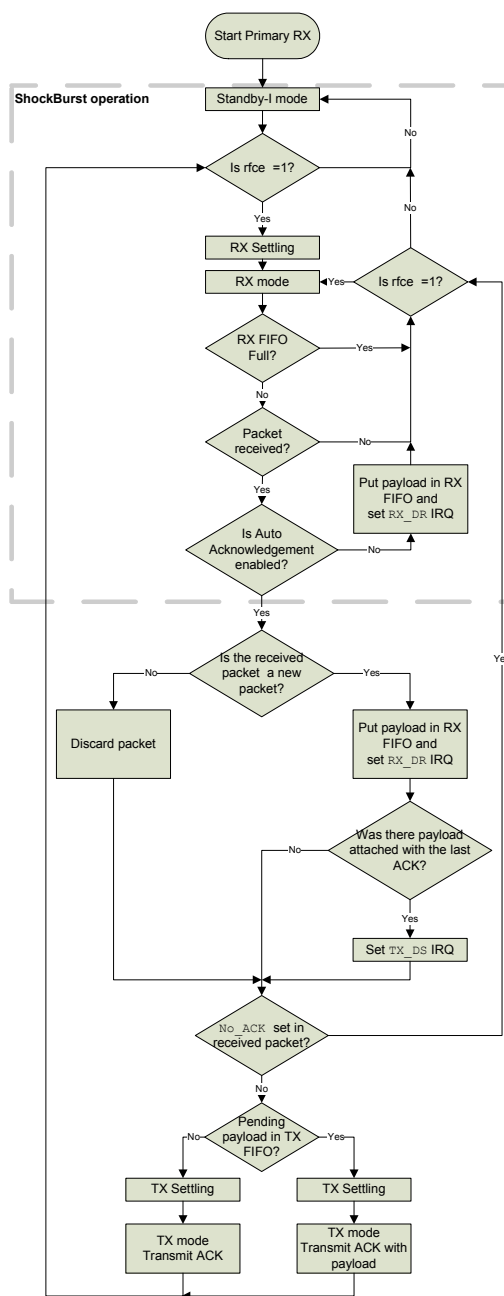 Start Primary RX
ShockBurst operation
Standby-I mode
No
Is rfce =1?
No
Yes
RX Settling
RX mode
Yes
Is rfce =1?
RX FIFO
Full?
Yes
No
Packet
received?
No
Put payload in RX
FIFO and
set RX_DR IRQ
Yes
Is Auto
Acknowledgement
enabled?
No
Yes
Is the received
packet a new
packet?
No
Yes
Discard packet
Put payload in RX
FIFO and
set RX_DR IRQ
Was there payload
attached with the last
ACK?
No
Yes
Set TX_DS IRQ
No_ACK set in
received packet?
No
Pending
payload in TX
FIFO?
No
Yes
TX Settling
TX Settling
TX mode
Transmit ACK
TX mode
Transmit ACK with
payload